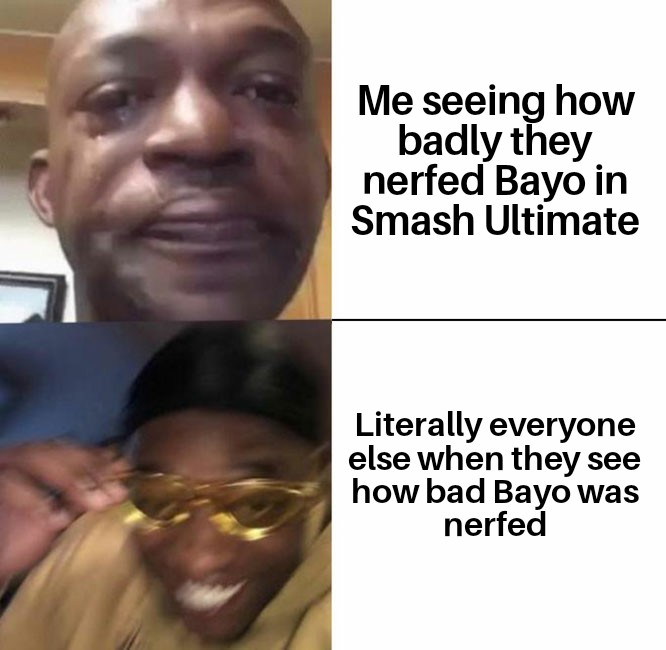 Me seeing how
badly they
nerfed Bayo in
Smash Ultimate
Literally everyone
else when they see
how bad Bayo was
nerfed